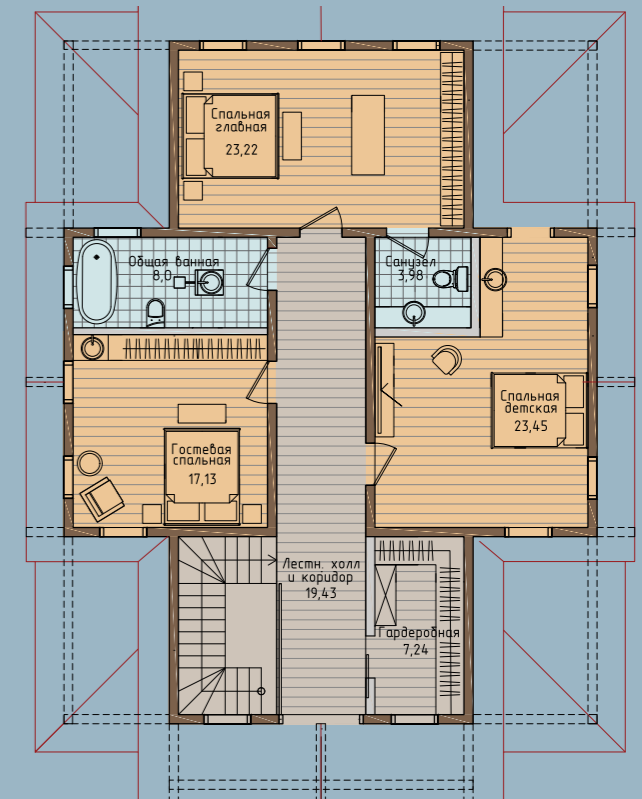 Спальная
главная
23,22
Общая ванная
8,0
Санузел
3,98
Спальная
детская
23,45
Гостевая
спальная
17,13
Лестн. холл
и коридор
19,43
Гардеробная
7,24